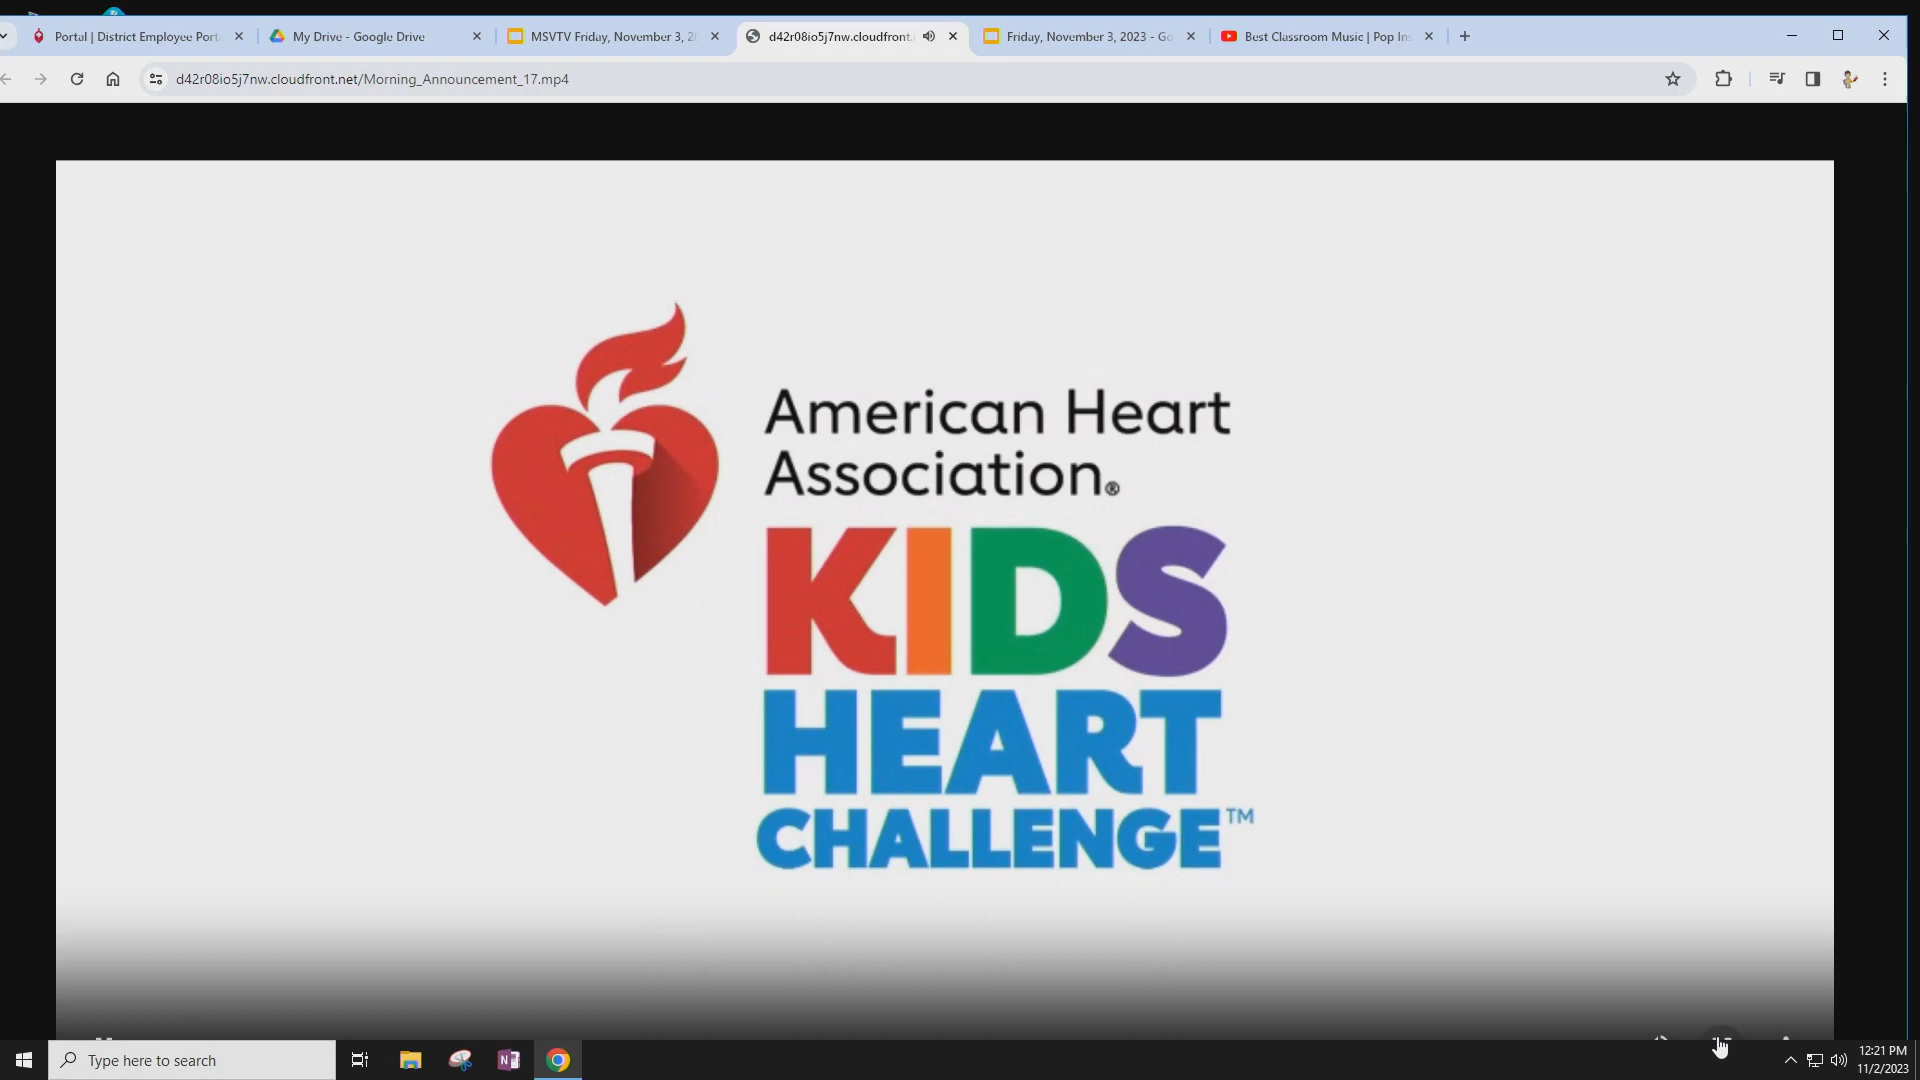 Portal | District Employee Port
My Drive - Google Drive
MSVTV Friday, November 3, 20
d42r08io5j7nw.cloudfront.
Friday, November 3, 2023 - Go
Best Classroom Music | Pop In
d42r08io5j7nw.cloudfront.net/Morning_Announcement_17.mp4
American Heart
Association®
KIDS
HEART
CHALLENGE™
Type here to search
N
12:21 PM
11/2/2023